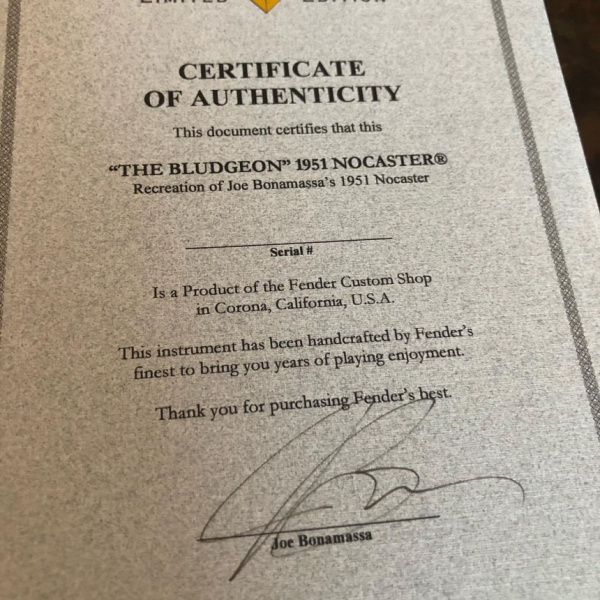 LIMITED EDITION
CERTIFICATE
OF AUTHENTICITY
This document certifies that this
“THE BLUDGEON” 1951 NOCASTER®
Recreation of Joe Bonamassa’s 1951 Nocaster
Serial #
Is a Product of the Fender Custom Shop
in Corona, California, U.S.A.
This instrument has been handcrafted by Fender’s
finest to bring you years of playing enjoyment.
Thank you for purchasing Fender’s best.
Joe Bonamassa